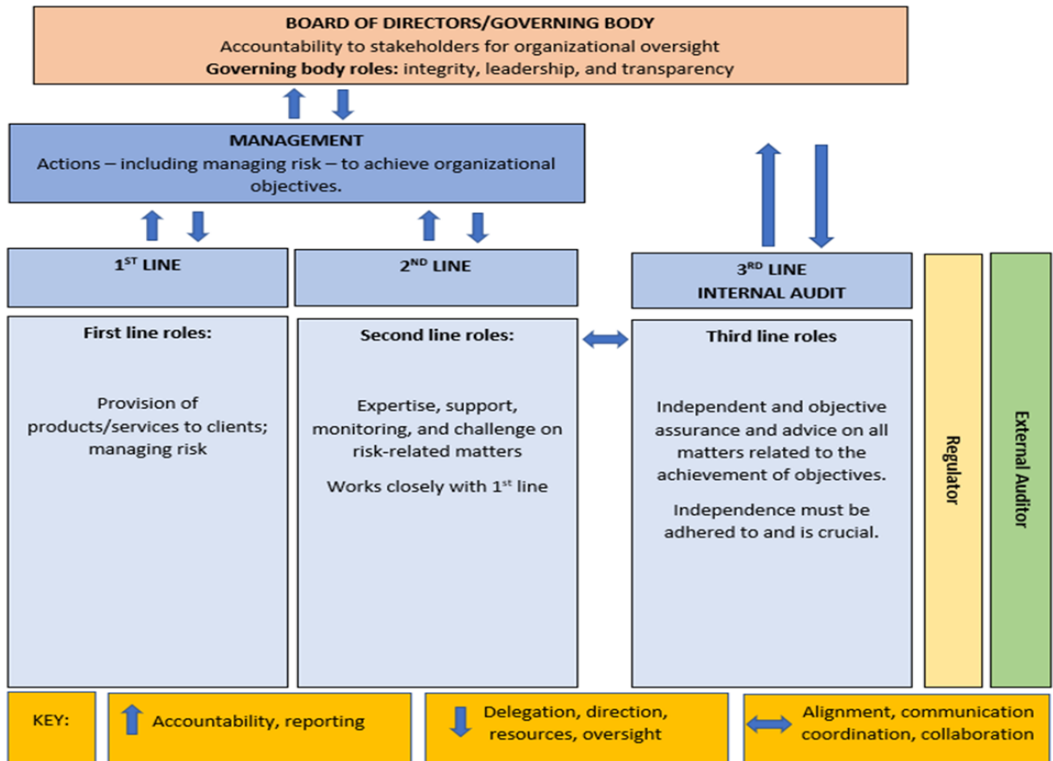 BOARD OF DIRECTORS/GOVERNING BODY
Accountability to stakeholders for organizational oversight
Governing body roles: integrity, leadership, and transparency
MANAGEMENT
Actions – including managing risk – to achieve organizational
objectives.
1ST LINE
First line roles:
Provision of
products/services to clients;
managing risk
2ND LINE
Second line roles:
Expertise, support,
monitoring, and challenge on
risk-related matters
Works closely with 1st line
3RD LINE
INTERNAL AUDIT
Third line roles
Independent and objective
assurance and advice on all
matters related to the
achievement of objectives.
Independence must be
adhered to and is crucial.
Regulator
External Auditor
KEY:
Accountability, reporting
Delegation, direction,
resources, oversight
Alignment, communication
coordination, collaboration